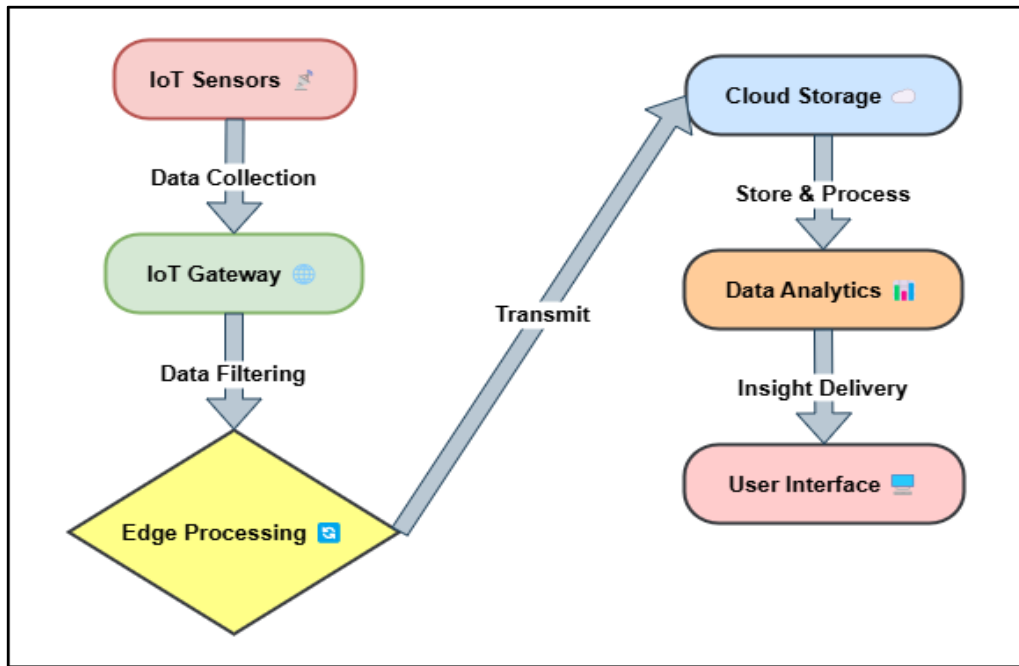 IoT Sensors
Data Collection
IoT Gateway
Data Filtering
Edge Processing
Transmit
Cloud Storage
Store & Process
Data Analytics
Insight Delivery
User Interface